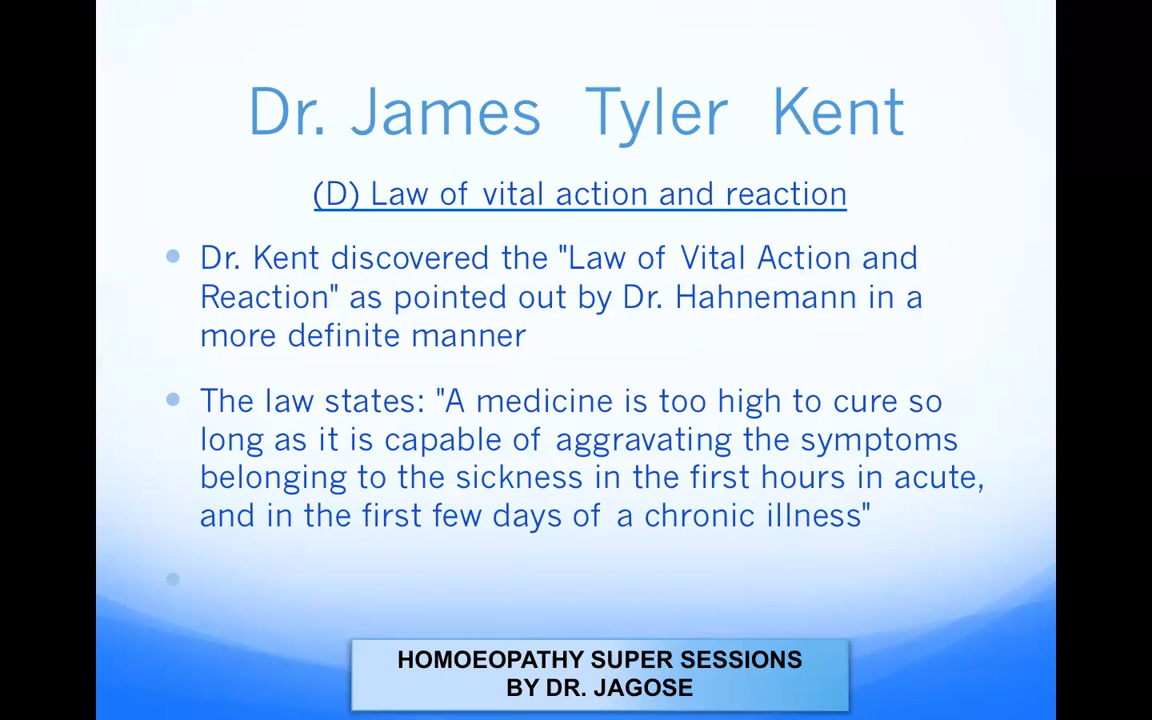 Dr. James Tyler Kent
(D) Law of vital action and reaction
Dr. Kent discovered the "Law of Vital Action and
Reaction" as pointed out by Dr. Hahnemann in a
more definite manner
The law states: "A medicine is too high to cure so
long as it is capable of aggravating the symptoms
belonging to the sickness in the first hours in acute,
and in the first few days of a chronic illness"
HOMOEOPATHY SUPER SESSIONS
BY DR. JAGOSE